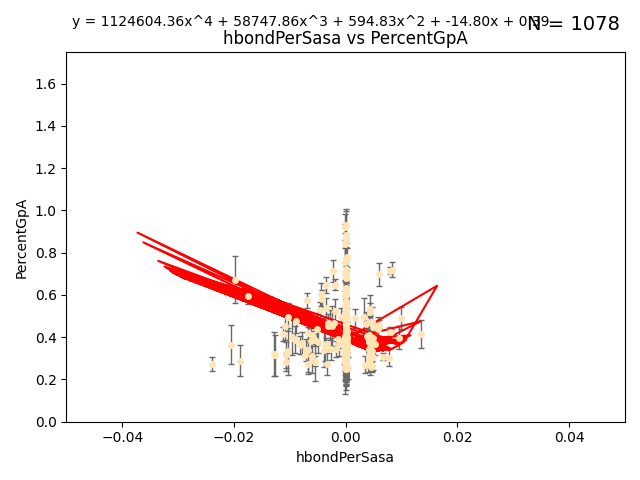 y = 1124604.36x^4 + 58747.86x^3 + 594.83x^2 + -14.80x + 0.39
N = 1078
hbondPerSasa vs PercentGpA
PercentGpA
1.6
1.4
1.2
1.0
0.8
0.6
0.4
0.2
0.0
−0.04
−0.02
0.00
0.02
0.04
hbondPerSasa